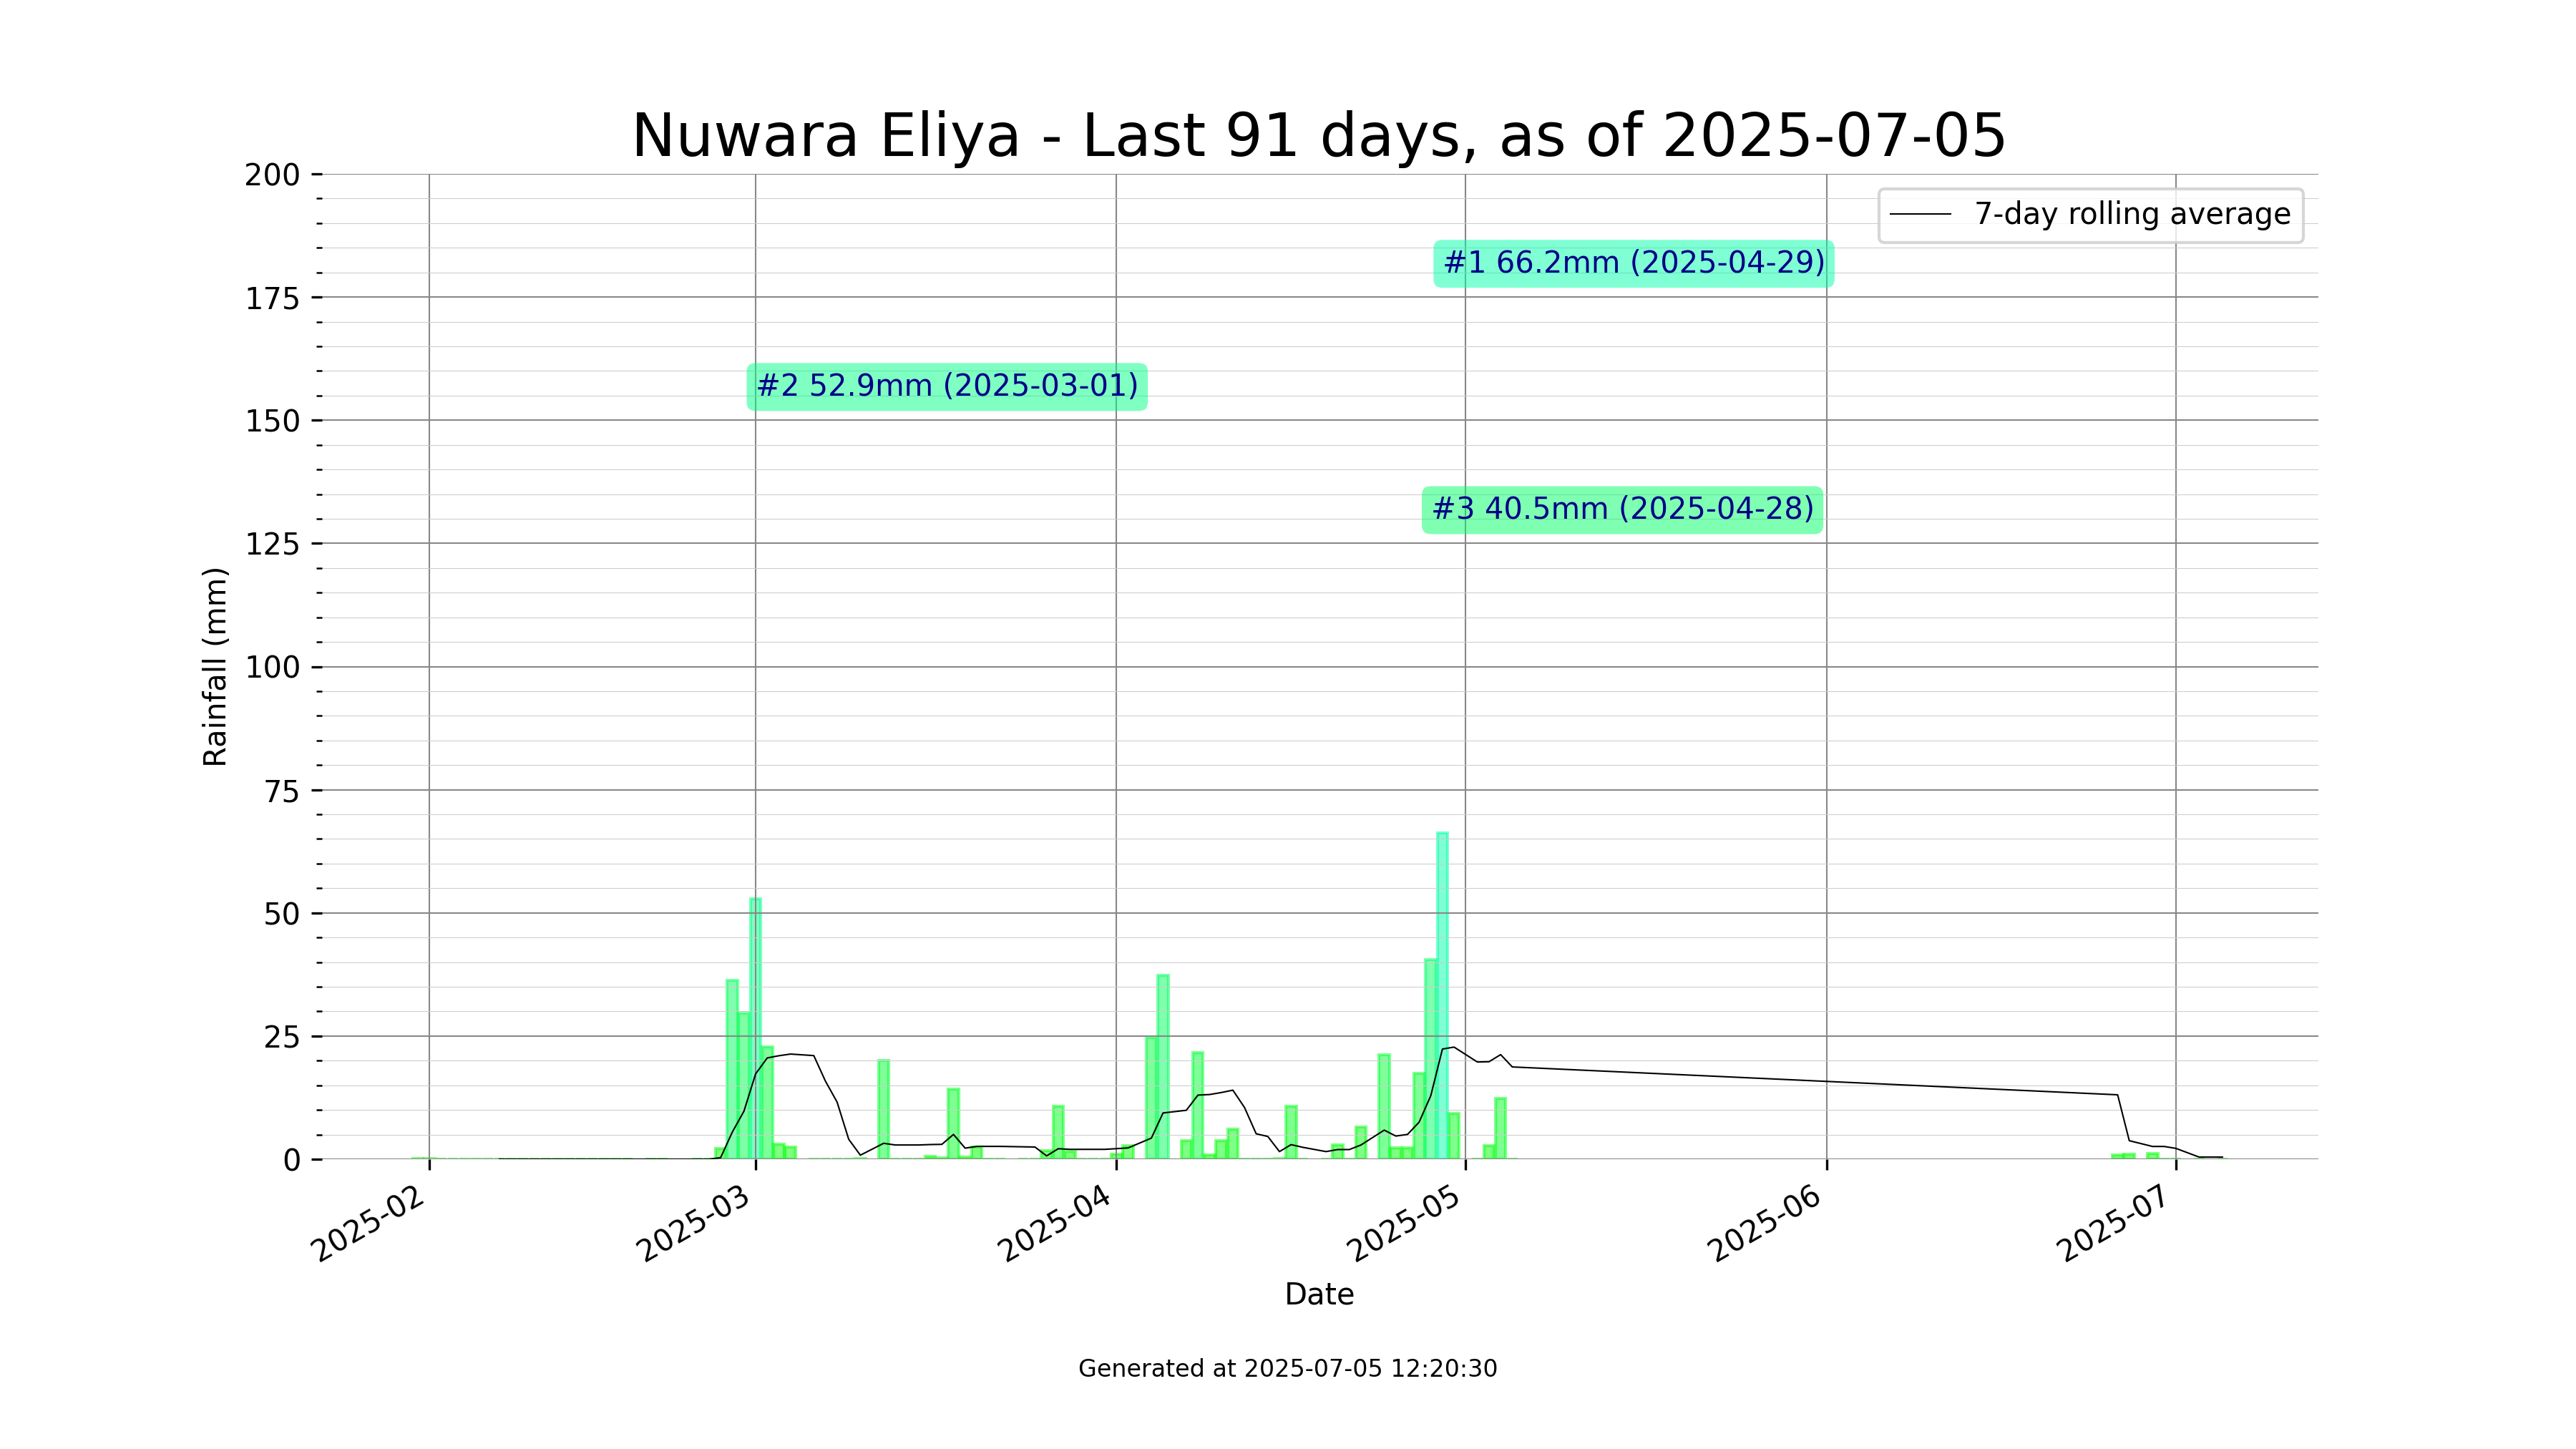 Nuwara Eliya - Last 91 days, as of 2025-07-05
7-day rolling average
#1 66.2mm (2025-04-29)
#2 52.9mm (2025-03-01)
#3 40.5mm (2025-04-28)
Rainfall (mm)
200
175
150
125
100
75
50
25
0
2025-02
2025-03
2025-04
2025-05
2025-06
2025-07
Date
Generated at 2025-07-05 12:20:30